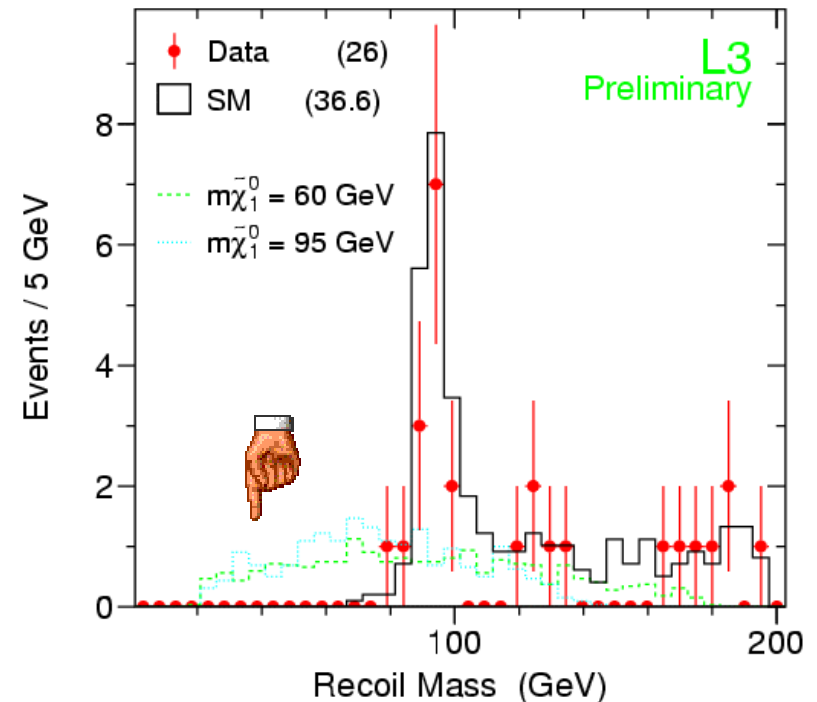 L3
Preliminary
Data (26)
SM (36.6)
mχ̃⁰₁ = 60 GeV
mχ̃⁰₁ = 95 GeV
Events / 5 GeV
8
6
4
2
0
100
200
Recoil Mass (GeV)